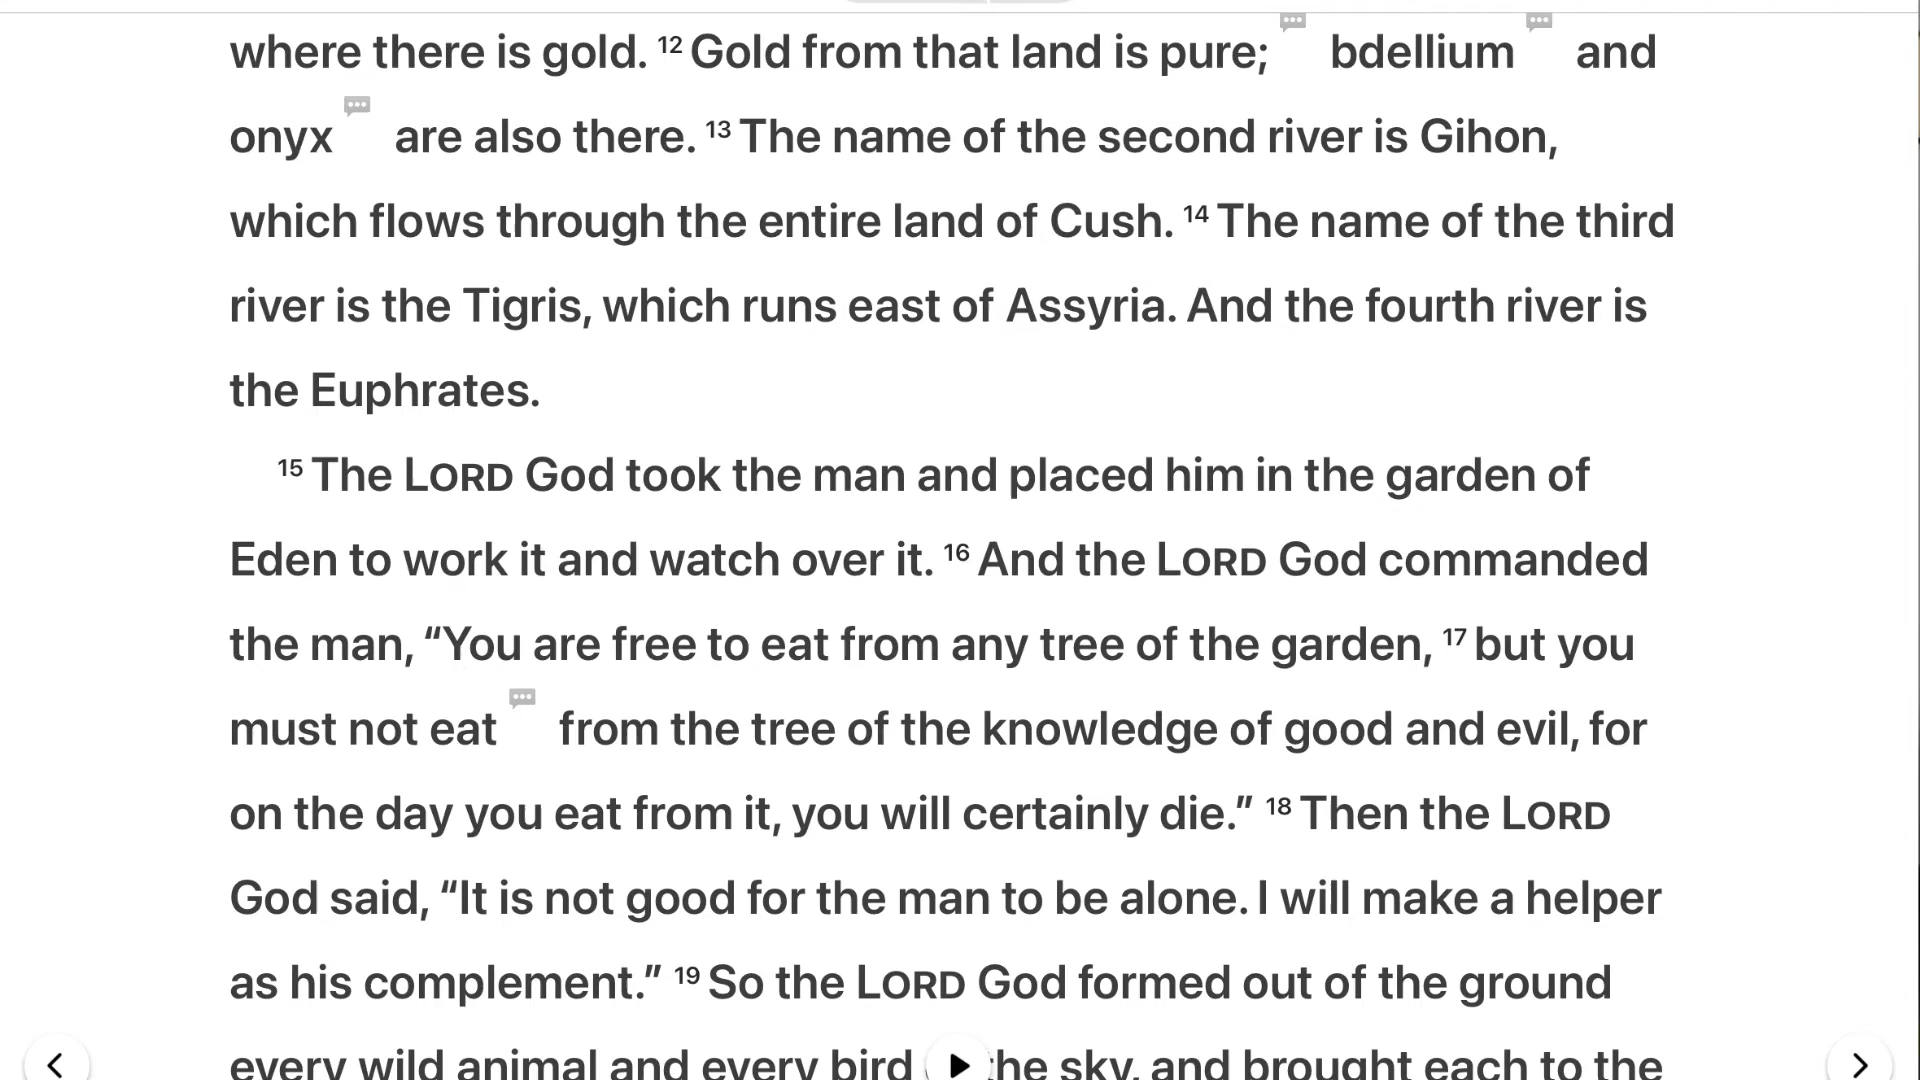 where there is gold. 12 Gold from that land is pure; bdellium and
onyx are also there. 13 The name of the second river is Gihon,
which flows through the entire land of Cush. 14 The name of the third
river is the Tigris, which runs east of Assyria. And the fourth river is
the Euphrates.
15 The LORD God took the man and placed him in the garden of
Eden to work it and watch over it. 16 And the LORD God commanded
the man, “You are free to eat from any tree of the garden, 17 but you
must not eat from the tree of the knowledge of good and evil, for
on the day you eat from it, you will certainly die.” 18 Then the LORD
God said, “It is not good for the man to be alone. I will make a helper
as his complement.” 19 So the LORD God formed out of the ground
every wild animal and every bird the sky, and brought each to the